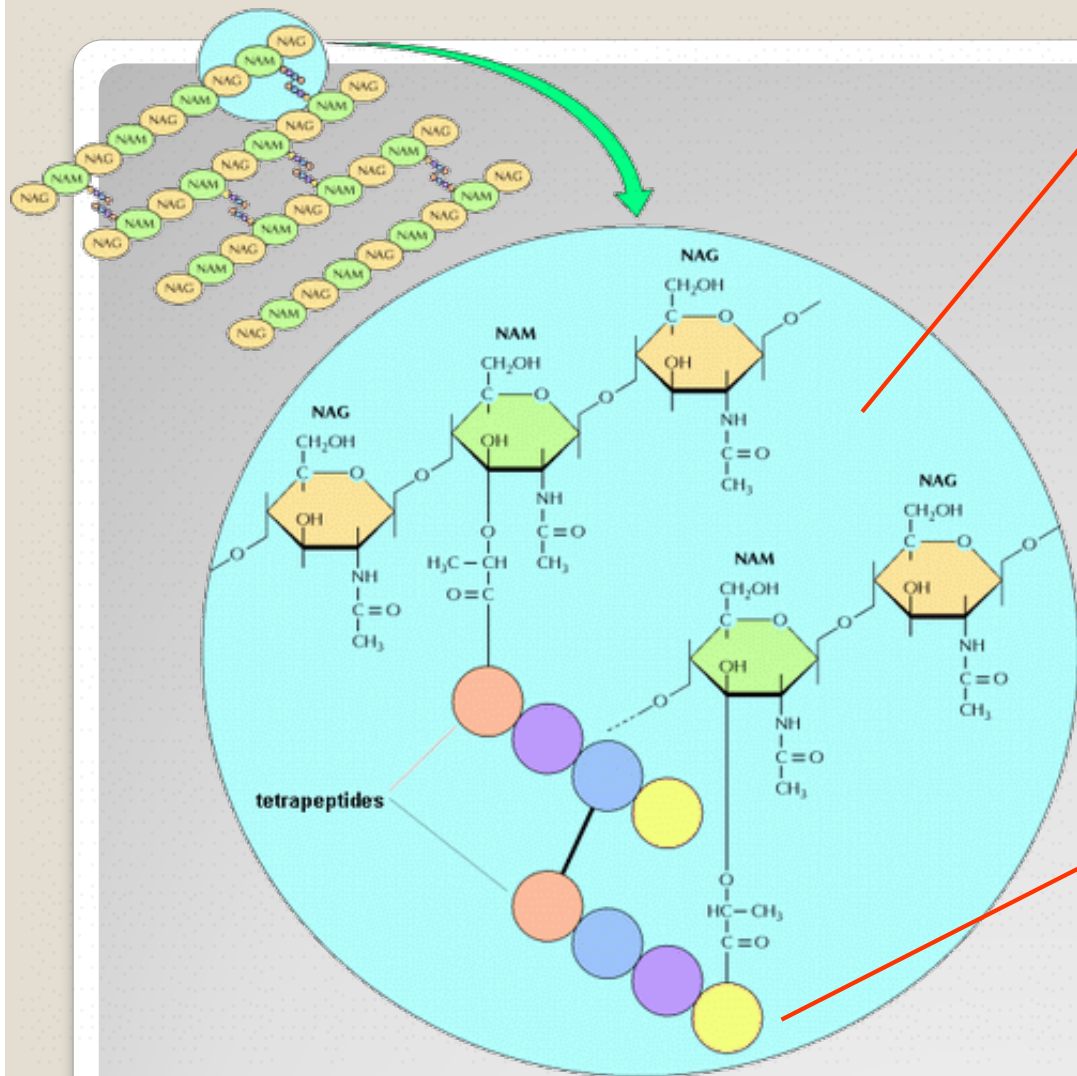 NAG NAM NAG NAM NAG NAM NAG NAM NAG
NAG NAM NAG NAM NAG NAM NAG NAM NAG
NAG NAM NAG NAM NAG NAM NAG NAM NAG
NAG NAM NAG NAM NAG NAM NAG NAM NAG
NAG
CH₂OH
C O O
OH
O
NH
C=O
CH₃
NAM
CH₂OH
C O
OH
O
NH
O C=O
H₃C–CH CH₃
O=C
NAG
CH₂OH
C O
OH
O
NH
C=O
CH₃
NAG
CH₂OH
C O O
OH
O
NH
C=O
CH₃
NAM
CH₂OH
C O
OH
O
NH
C=O
CH₃
O
HC–CH₃
C=O
tetrapeptides